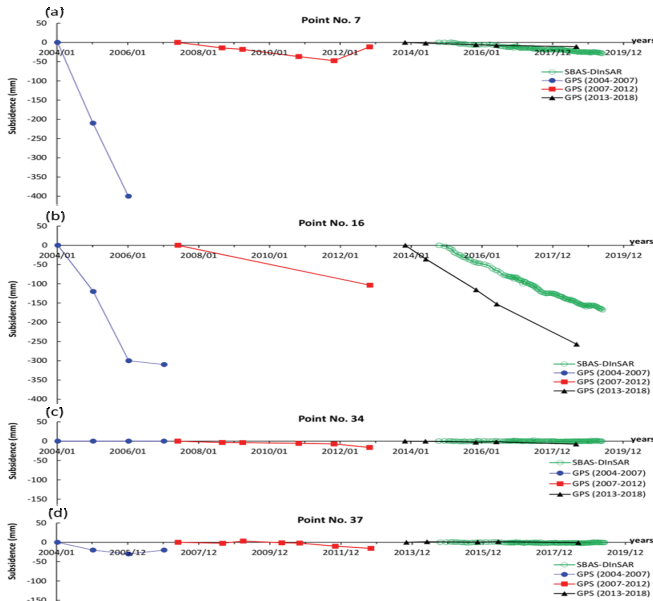 (a)
Point No. 7
50
0
-50
-100
-150
-200
-250
-300
-350
-400
Subsidence (mm)
2004/01 2006/01 2008/01 2010/01 2012/01 2014/01 2016/01 2017/12 2019/12
years
SBAS-DInSAR
GPS (2004-2007)
GPS (2007-2012)
GPS (2013-2018)
(b)
Point No. 16
50
0
-50
-100
-150
-200
-250
-300
-350
-400
Subsidence (mm)
2004/01 2006/01 2008/01 2010/01 2012/01 2014/01 2016/01 2017/12 2019/12
years
SBAS-DInSAR
GPS (2004-2007)
GPS (2007-2012)
GPS (2013-2018)
(c)
Point No. 34
50
0
-50
-100
-150
Subsidence (mm)
2004/01 2006/01 2008/01 2010/01 2012/01 2014/01 2016/01 2017/12 2019/12
years
SBAS-DInSAR
GPS (2004-2007)
GPS (2007-2012)
GPS (2013-2018)
(d)
Point No. 37
50
0
-50
-100
-150
Subsidence (mm)
2004/01 2005/12 2007/12 2009/12 2011/12 2013/12 2015/12 2017/12 2019/12
years
SBAS-DInSAR
GPS (2004-2007)
GPS (2007-2012)
GPS (2013-2018)